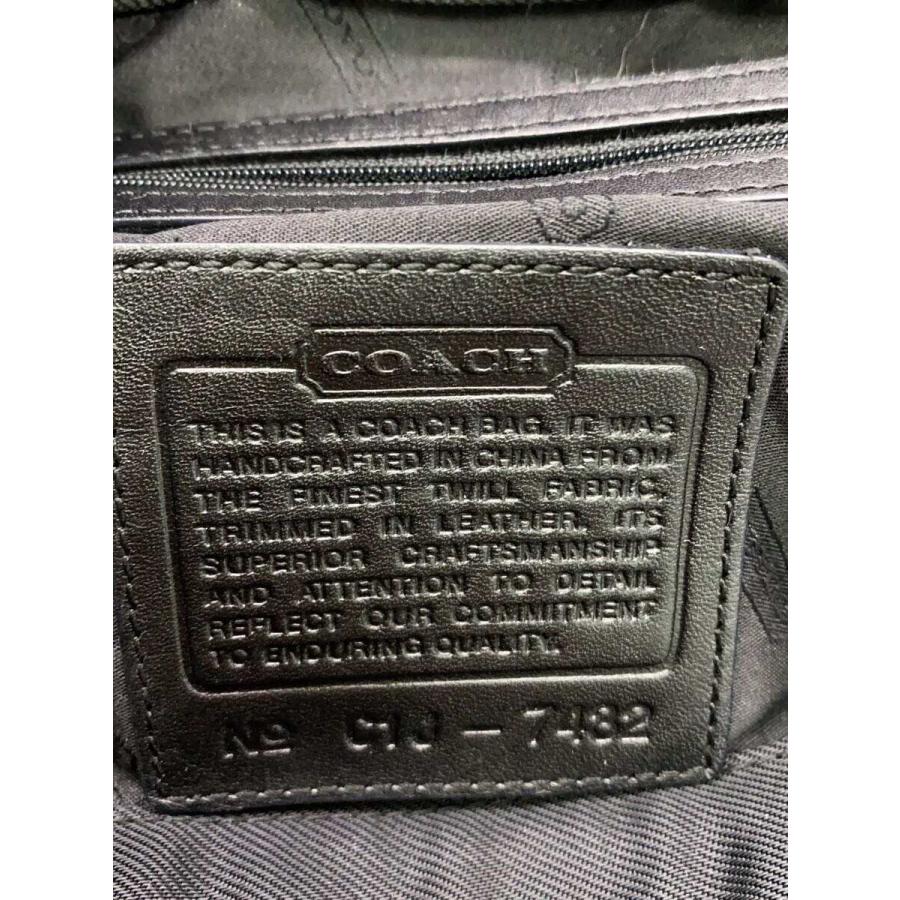 COACH
THIS IS A COACH BAG. IT WAS
HANDCRAFTED IN CHINA FROM
THE FINEST TWILL FABRIC,
TRIMMED IN LEATHER. ITS
SUPERIOR CRAFTSMANSHIP
AND ATTENTION TO DETAIL
REFLECT OUR COMMITMENT
TO ENDURING QUALITY.
Nº - 7432